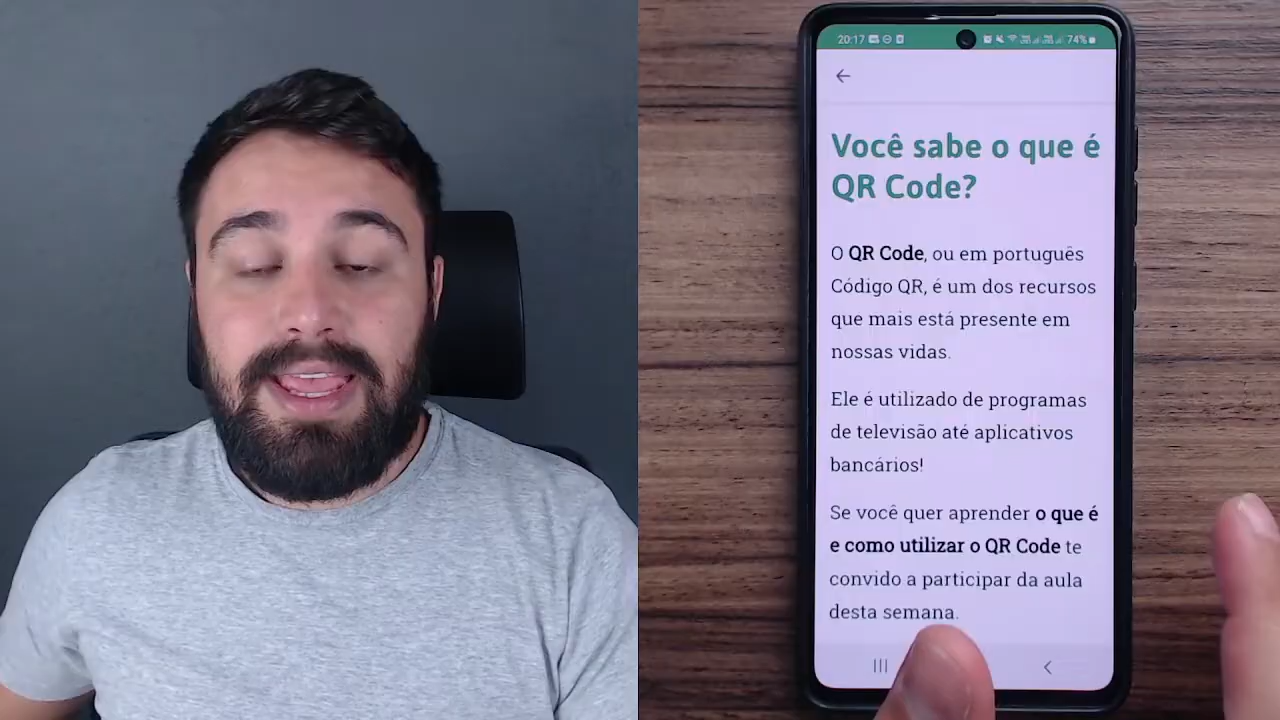 20:17
74%
Você sabe o que é
QR Code?
O QR Code, ou em português
Código QR, é um dos recursos
que mais está presente em
nossas vidas.
Ele é utilizado de programas
de televisão até aplicativos
bancários!
Se você quer aprender o que é
e como utilizar o QR Code te
convido a participar da aula
desta semana.